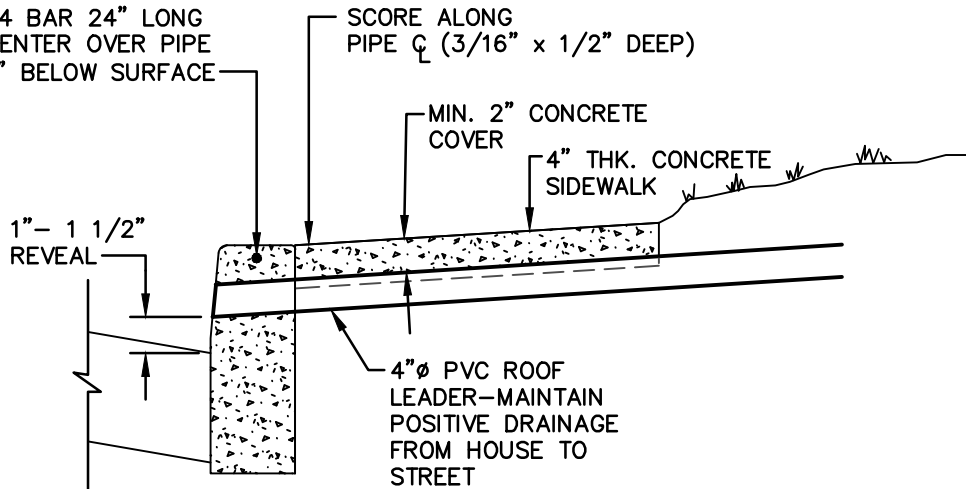 4 BAR 24" LONG
ENTER OVER PIPE
" BELOW SURFACE
SCORE ALONG
PIPE ℄ (3/16" x 1/2" DEEP)
MIN. 2" CONCRETE
COVER
4" THK. CONCRETE
SIDEWALK
1"- 1 1/2"
REVEAL
4"ø PVC ROOF
LEADER-MAINTAIN
POSITIVE DRAINAGE
FROM HOUSE TO
STREET